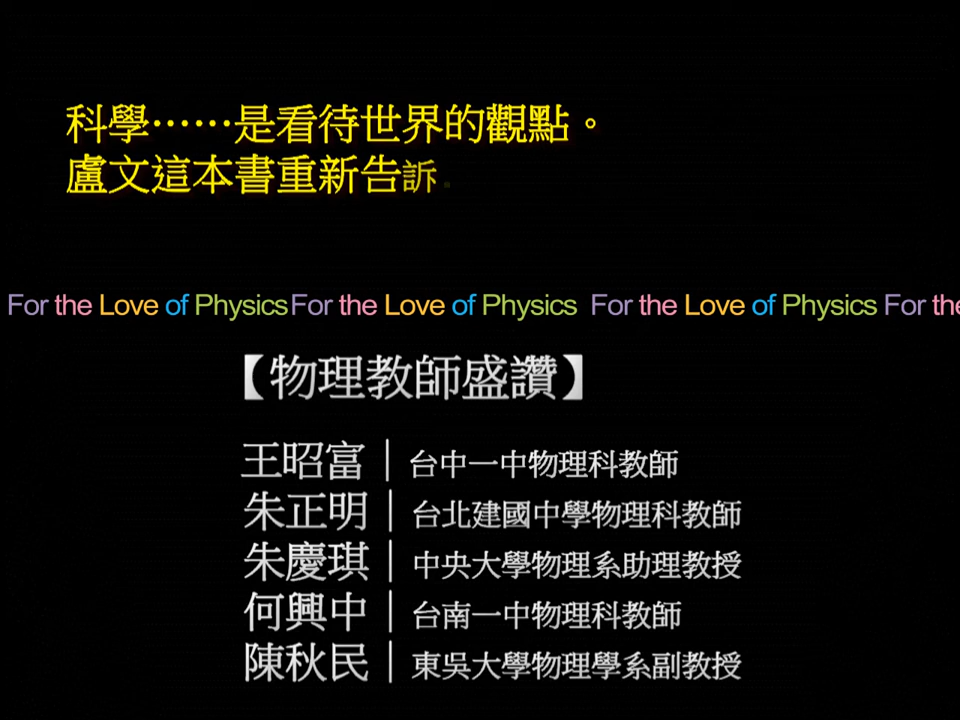 科學……是看待世界的觀點。
盧文這本書重新告訴
For the Love of Physics For the Love of Physics For the Love of Physics For the
【物理教師盛讚】
王昭富｜台中一中物理科教師
朱正明｜台北建國中學物理科教師
朱慶琪｜中央大學物理系助理教授
何興中｜台南一中物理科教師
陳秋民｜東吳大學物理學系副教授